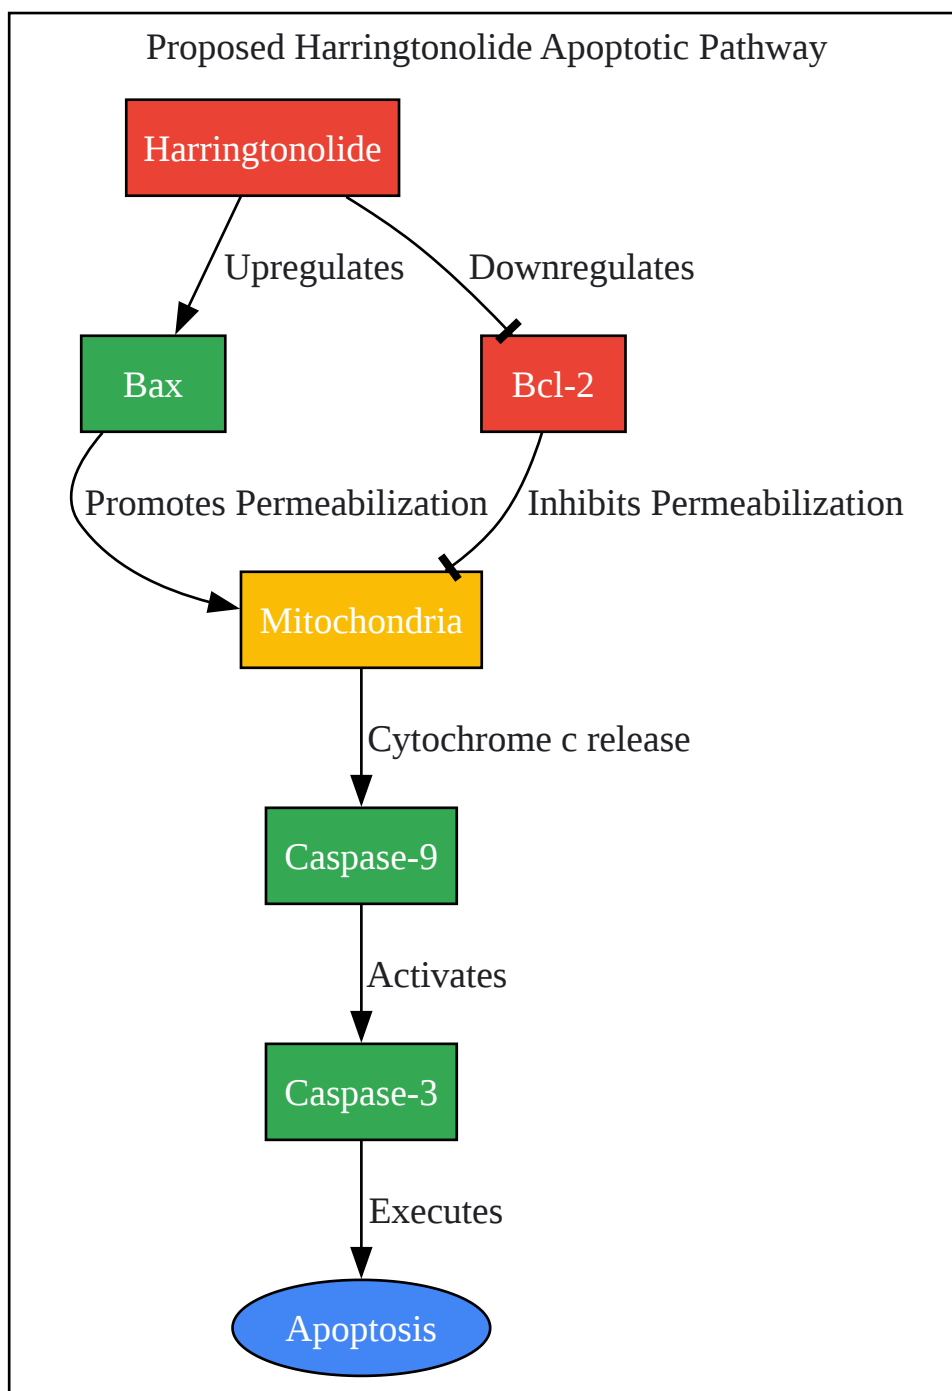 Proposed Harringtonolide Apoptotic Pathway
Harringtonolide
Upregulates
Downregulates
Bax
Bcl-2
Promotes Permeabilization
Inhibits Permeabilization
Mitochondria
Cytochrome c release
Caspase-9
Activates
Caspase-3
Executes
Apoptosis